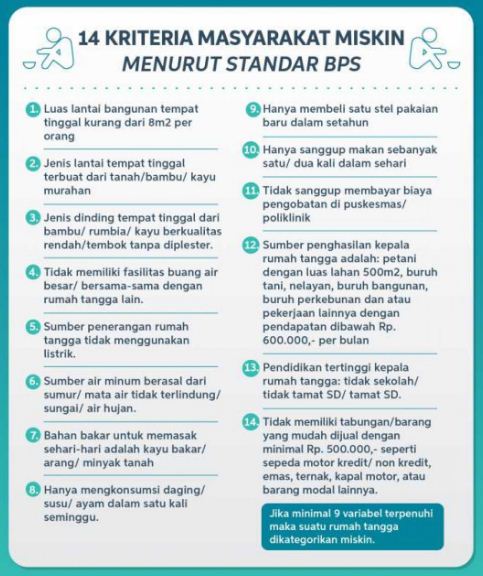 14 KRITERIA MASYARAKAT MISKIN
MENURUT STANDAR BPS
1. Luas lantai bangunan tempat
tinggal kurang dari 8m2 per
orang
2. Jenis lantai tempat tinggal
terbuat dari tanah/bambu/ kayu
murahan
3. Jenis dinding tempat tinggal dari
bambu/ rumbia/ kayu berkualitas
rendah/tembok tanpa diplester.
4. Tidak memiliki fasilitas buang air
besar/ bersama-sama dengan
rumah tangga lain.
5. Sumber penerangan rumah
tangga tidak menggunakan
listrik.
6. Sumber air minum berasal dari
sumur/ mata air tidak terlindung/
sungai/ air hujan.
7. Bahan bakar untuk memasak
sehari-hari adalah kayu bakar/
arang/ minyak tanah
8. Hanya mengkonsumsi daging/
susu/ ayam dalam satu kali
seminggu.
9. Hanya membeli satu stel pakaian
baru dalam setahun
10. Hanya sanggup makan sebanyak
satu/ dua kali dalam sehari
11. Tidak sanggup membayar biaya
pengobatan di puskesmas/
poliklinik
12. Sumber penghasilan kepala
rumah tangga adalah: petani
dengan luas lahan 500m2, buruh
tani, nelayan, buruh bangunan,
buruh perkebunan dan atau
pekerjaan lainnya dengan
pendapatan dibawah Rp.
600.000,- per bulan
13. Pendidikan tertinggi kepala
rumah tangga: tidak sekolah/
tidak tamat SD/ tamat SD.
14. Tidak memiliki tabungan/barang
yang mudah dijual dengan
minimal Rp. 500.000,- seperti
sepeda motor kredit/ non kredit,
emas, ternak, kapal motor, atau
barang modal lainnya.
Jika minimal 9 variabel terpenuhi
maka suatu rumah tangga
dikategorikan miskin.